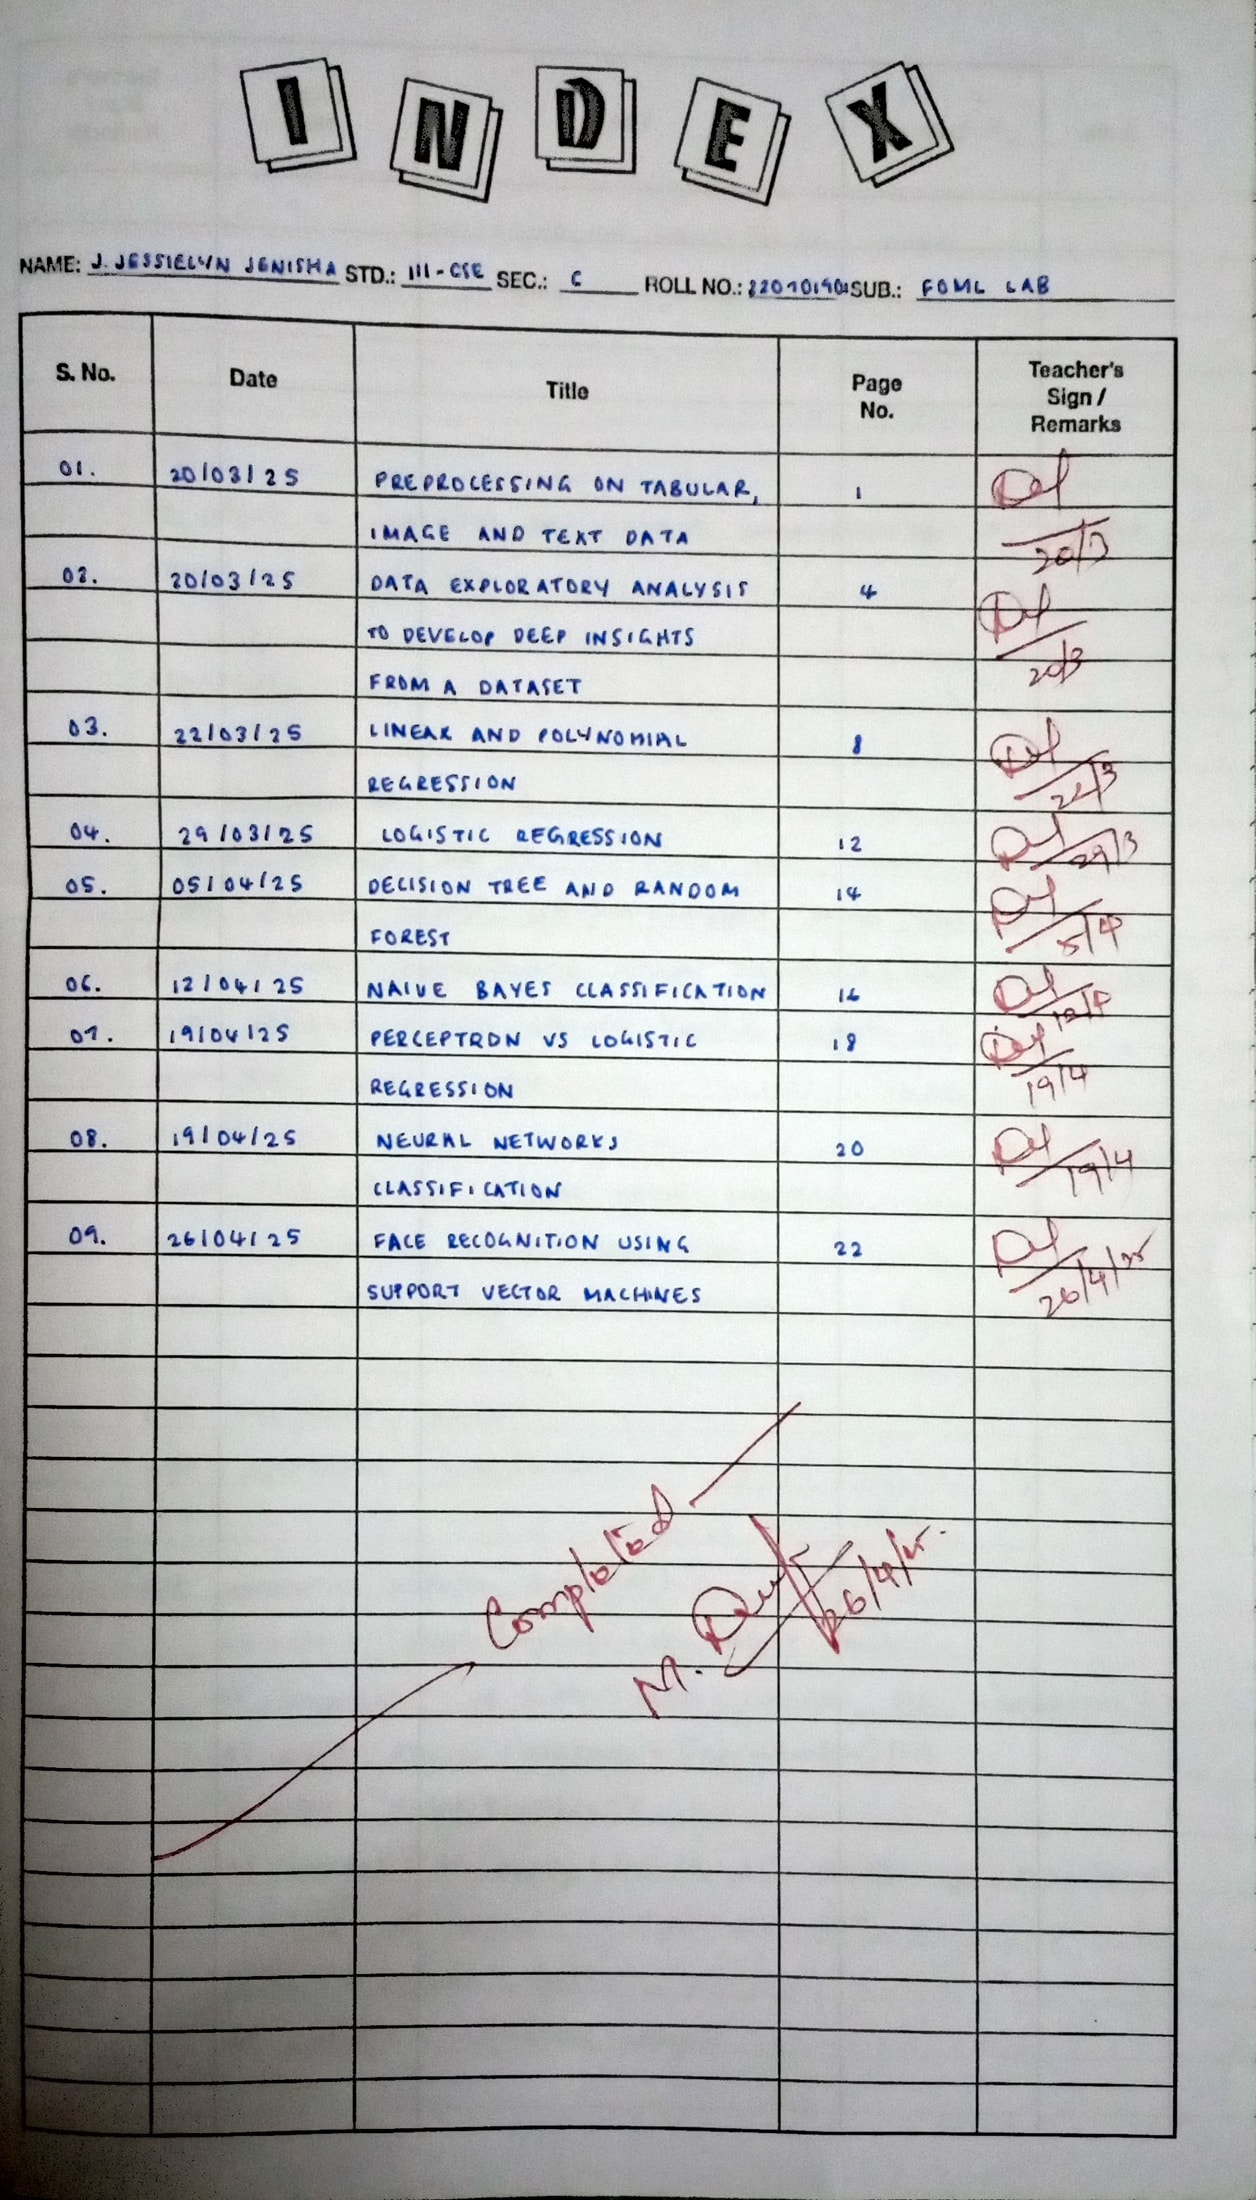 INDEX
NAME: J. JESSIELYN JENISHA STD.: III - CSE SEC.: C ROLL NO.: SUB.: FOML LAB
S. No. Date Title Page No. Teacher's Sign / Remarks
01. 20/03/25 PREPROCESSING ON TABULAR, 1
IMAGE AND TEXT DATA 20/3
02. 20/03/25 DATA EXPLORATORY ANALYSIS 4
TO DEVELOP DEEP INSIGHTS 20/3
FROM A DATASET
03. 22/03/25 LINEAR AND POLYNOMIAL 8
REGRESSION 22/3
04. 29/03/25 LOGISTIC REGRESSION 12 29/3
05. 05/04/25 DECISION TREE AND RANDOM 14
FOREST 5/4
06. 12/04/25 NAIVE BAYES CLASSIFICATION 16 12/4
07. 19/04/25 PERCEPTRON VS LOGISTIC 18
REGRESSION 19/4
08. 19/04/25 NEURAL NETWORKS 20 19/4
CLASSIFICATION
09. 26/04/25 FACE RECOGNITION USING 22 26/4/25
SUPPORT VECTOR MACHINES
Completed
M. 26/4/25.